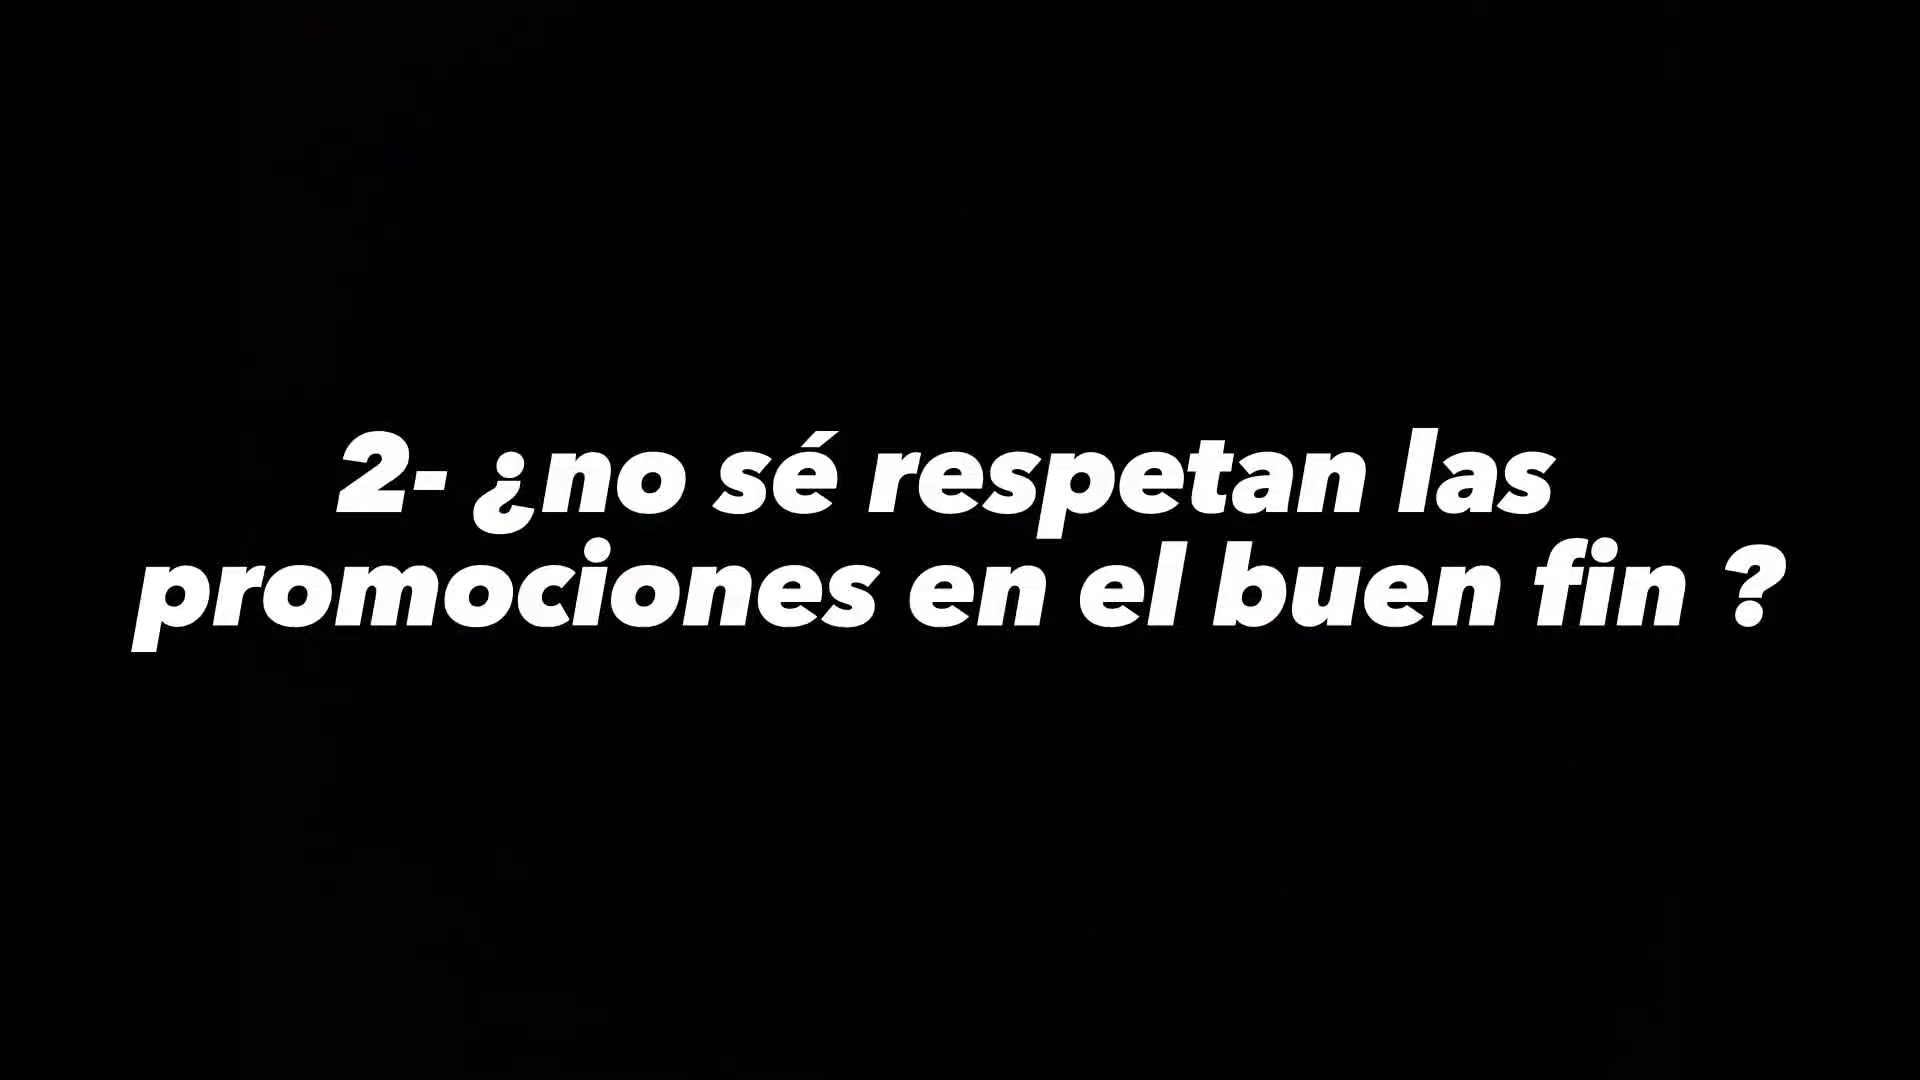 2- ¿no sé respetan las
promociones en el buen fin ?